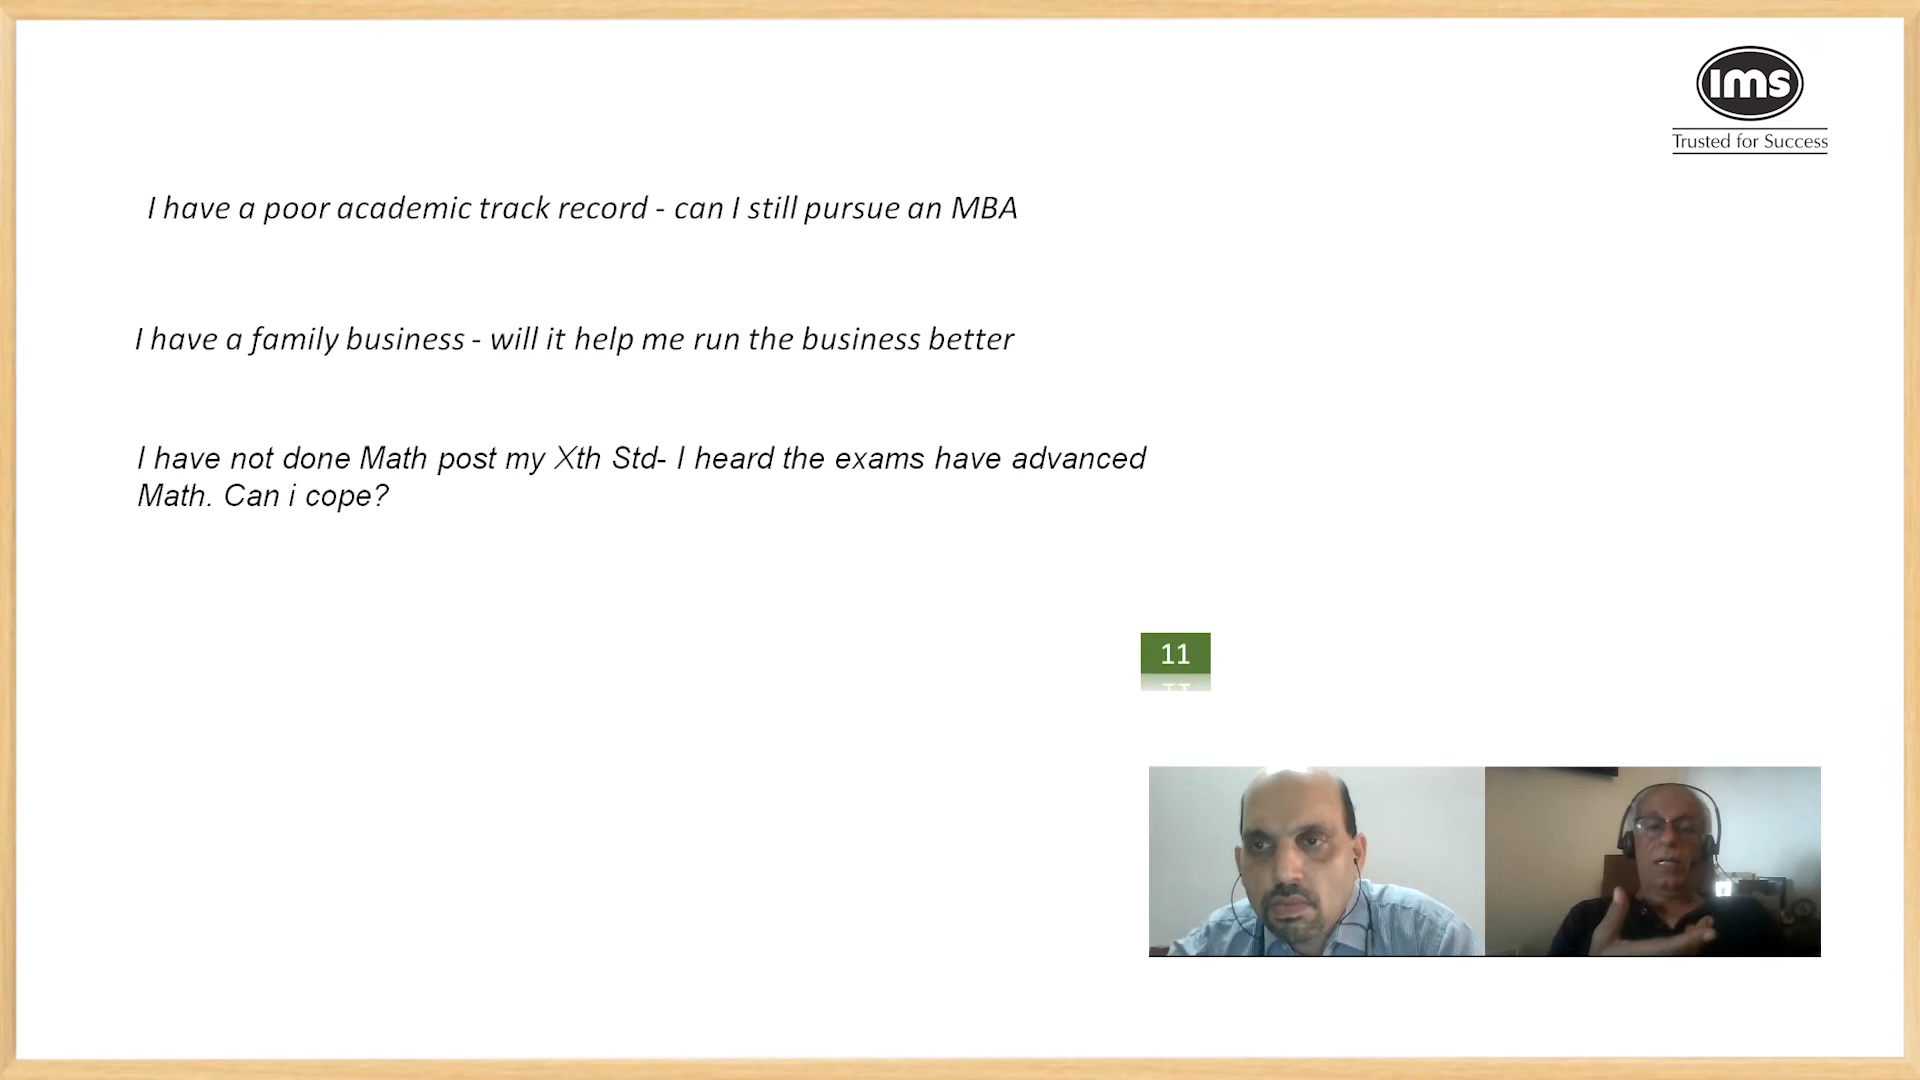 ims
Trusted for Success
I have a poor academic track record - can I still pursue an MBA
I have a family business - will it help me run the business better
I have not done Math post my Xth Std- I heard the exams have advanced
Math. Can i cope?
11